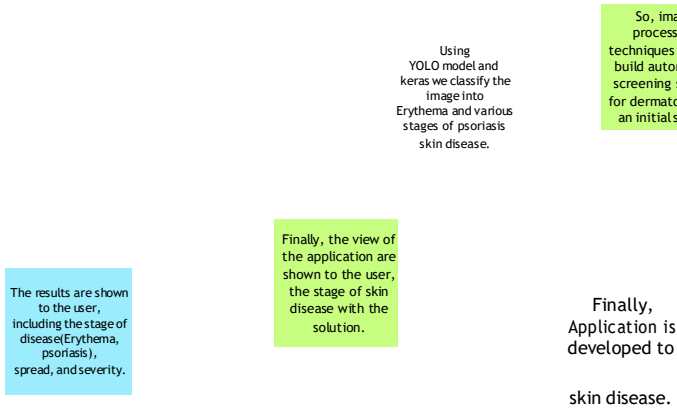 Using
YOLO model and
keras we classify the
image into
Erythema and various
stages of psoriasis
skin disease.
So,
process
techniques
build
screening
for
an initial
Finally, the view of
the application are
shown to the user,
the stage of skin
disease with the
solution.
The results are shown
to the user,
including the stage of
disease(Erythema,
psoriasis),
spread, and severity.
Finally,
Application is
developed to
skin disease.